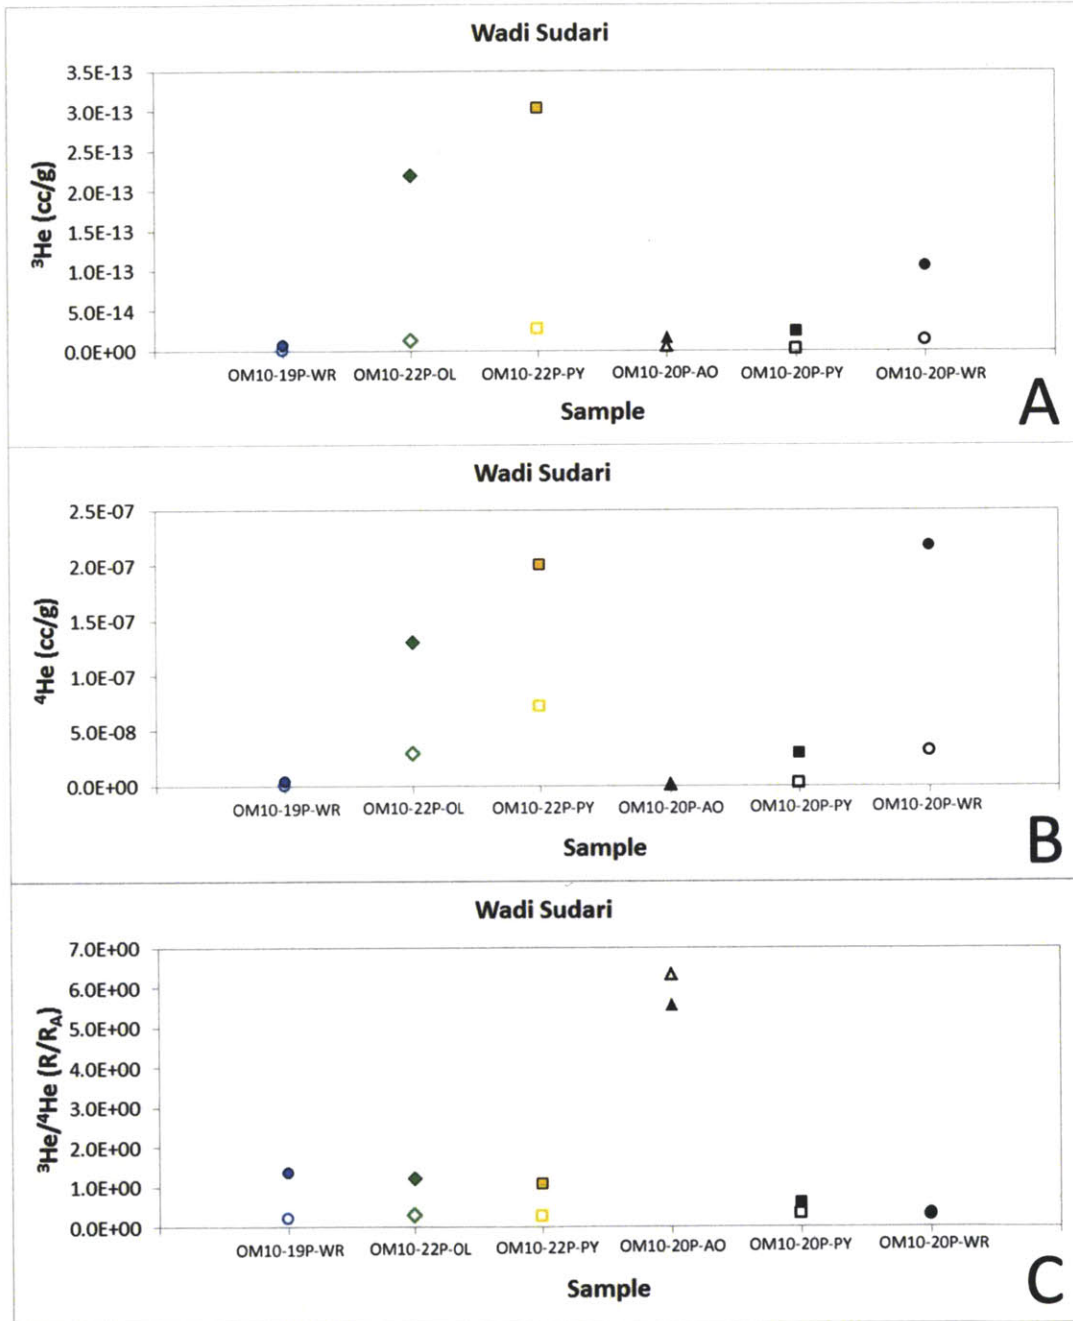 Wadi Sudari
3.5E-13
3.0E-13
2.5E-13
2.0E-13
1.5E-13
1.0E-13
5.0E-14
0.0E+00
³He (cc/g)
OM10-19P-WR OM10-22P-OL OM10-22P-PY OM10-20P-AO OM10-20P-PY OM10-20P-WR
Sample
A
Wadi Sudari
2.5E-07
2.0E-07
1.5E-07
1.0E-07
5.0E-08
0.0E+00
⁴He (cc/g)
OM10-19P-WR OM10-22P-OL OM10-22P-PY OM10-20P-AO OM10-20P-PY OM10-20P-WR
Sample
B
Wadi Sudari
7.0E+00
6.0E+00
5.0E+00
4.0E+00
3.0E+00
2.0E+00
1.0E+00
0.0E+00
³He/⁴He (R/R_A)
OM10-19P-WR OM10-22P-OL OM10-22P-PY OM10-20P-AO OM10-20P-PY OM10-20P-WR
Sample
C